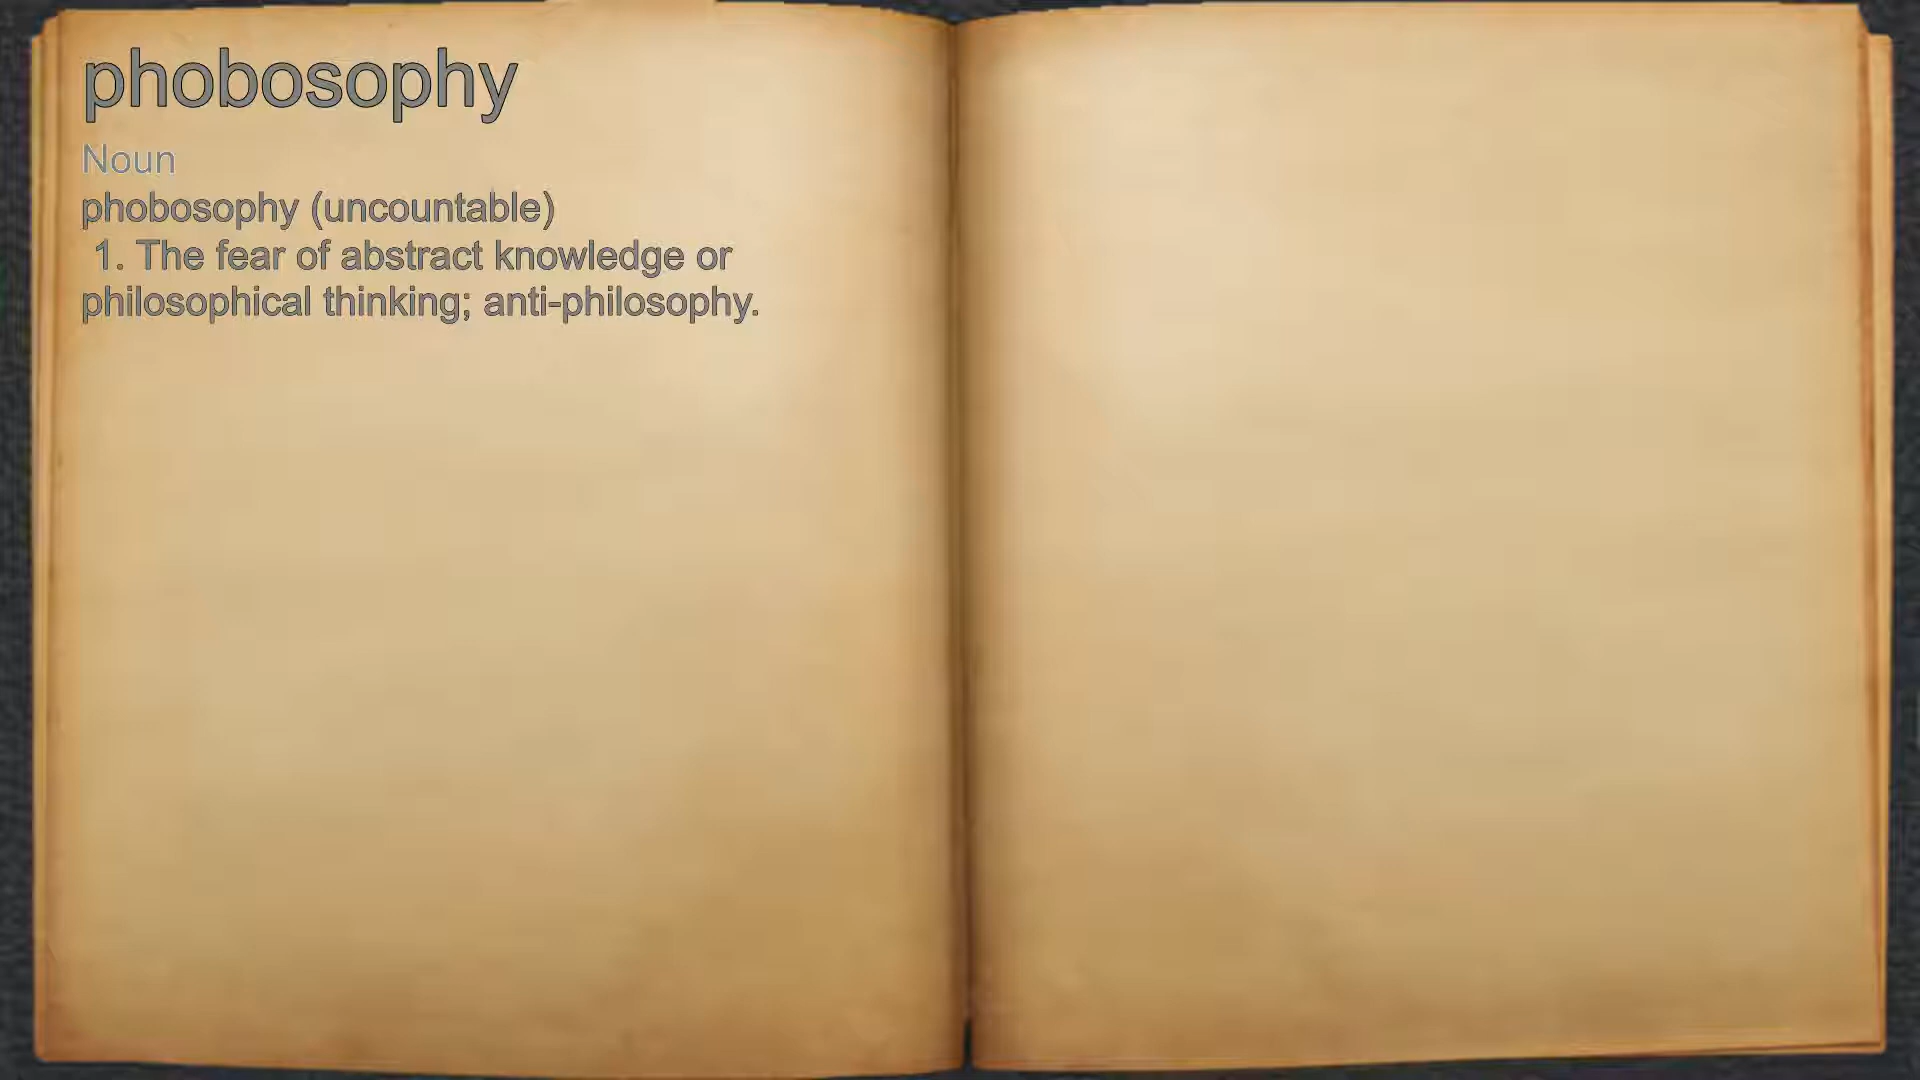 phobosophy
Noun
phobosophy (uncountable)
1. The fear of abstract knowledge or
philosophical thinking; anti-philosophy.